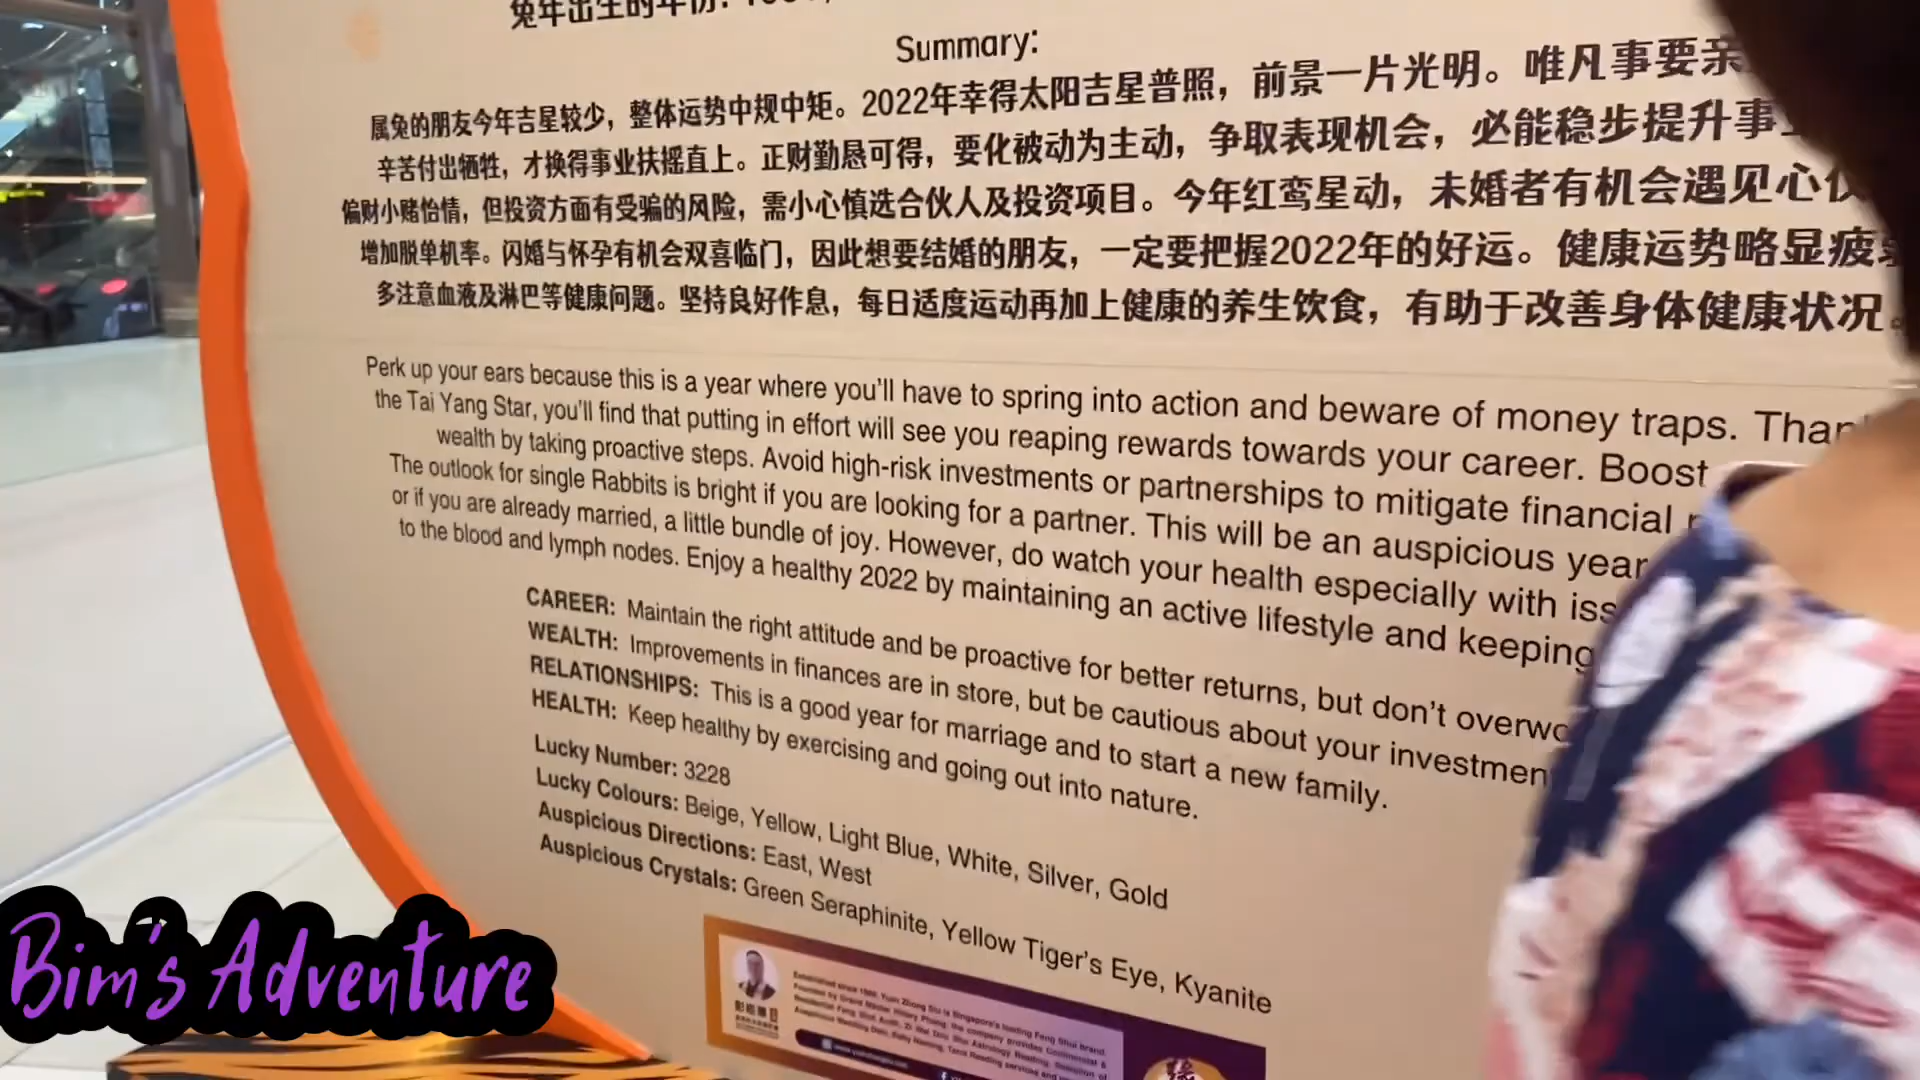 兔年出生的年份:
Summary:
属兔的朋友今年吉星较少，整体运势中规中矩。2022年幸得太阳吉星普照，前景一片光明。唯凡事要亲
辛苦付出牺牲，才换得事业扶摇直上。正财勤恳可得，要化被动为主动，争取表现机会，必能稳步提升事
偏财小赌怡情，但投资方面有受骗的风险，需小心慎选合伙人及投资项目。今年红鸾星动，未婚者有机会遇见心
增加脱单机率。闪婚与怀孕有机会双喜临门，因此想要结婚的朋友，一定要把握2022年的好运。健康运势略显疲
多注意血液及淋巴等健康问题。坚持良好作息，每日适度运动再加上健康的养生饮食，有助于改善身体健康状况。
Perk up your ears because this is a year where you'll have to spring into action and beware of money traps.
the Tai Yang Star, you'll find that putting in effort will see you reaping rewards towards your career. Boost
wealth by taking proactive steps. Avoid high-risk investments or partnerships to mitigate financial
The outlook for single Rabbits is bright if you are looking for a partner. This will be an auspicious year
or if you are already married, a little bundle of joy. However, do watch your health especially with
to the blood and lymph nodes. Enjoy a healthy 2022 by maintaining an active lifestyle and keeping
CAREER: Maintain the right attitude and be proactive for better returns, but don't
WEALTH: Improvements in finances are in store, but be cautious about your
RELATIONSHIPS: This is a good year for marriage and to start a new family.
HEALTH: Keep healthy by exercising and going out into nature.
Lucky Number: 3228
Lucky Colours: Beige, Yellow, Light Blue, White, Silver, Gold
Auspicious Directions: East, West
Auspicious Crystals: Green Seraphinite, Yellow Tiger's Eye, Kyanite
Bim's Adventure